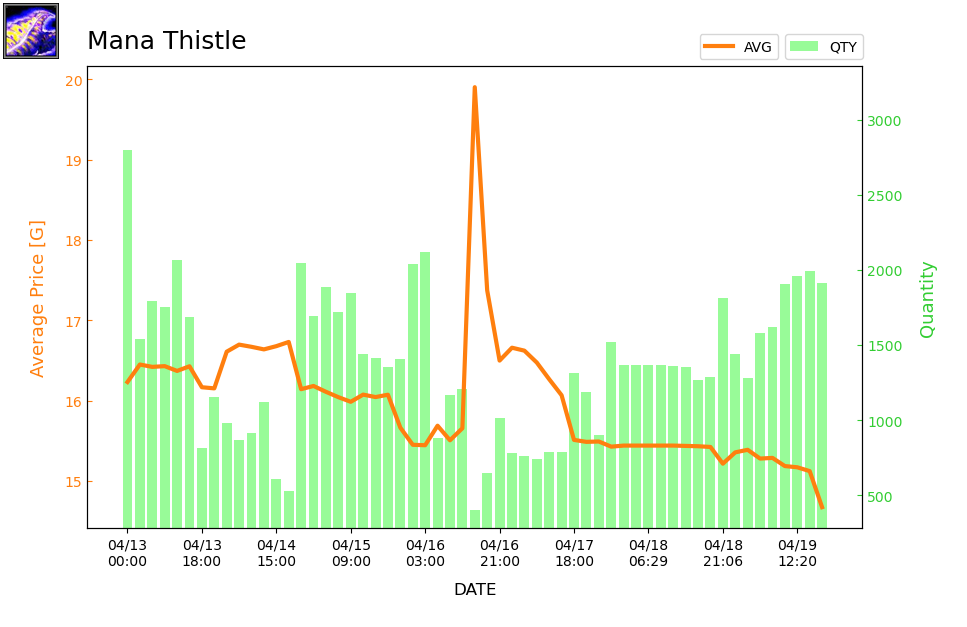 Mana Thistle
AVG
QTY
Average Price [G]
20
19
18
17
16
15
3000
2500
2000
1500
1000
500
Quantity
04/13 04/13 04/14 04/15 04/16 04/16 04/17 04/18 04/18 04/19
00:00 18:00 15:00 09:00 03:00 21:00 18:00 06:29 21:06 12:20
DATE